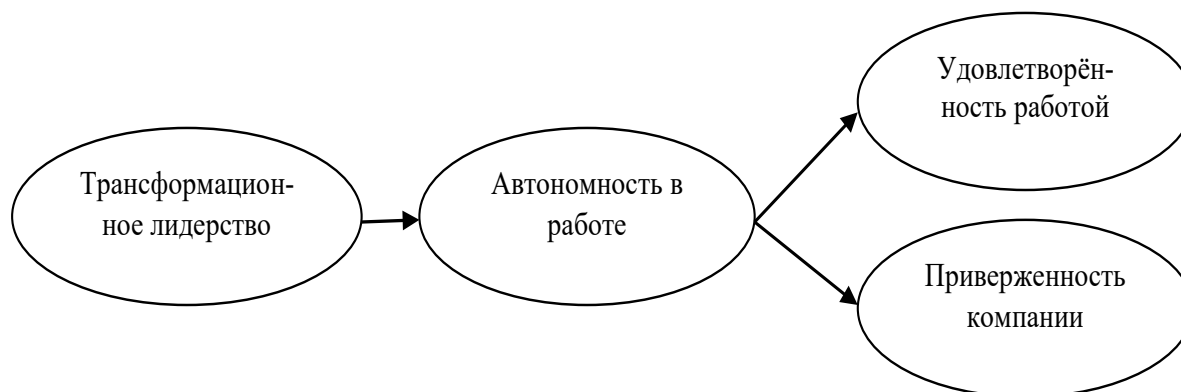 Трансформацион-
ное лидерство
Автономность в
работе
Удовлетворён-
ность работой
Приверженность
компании